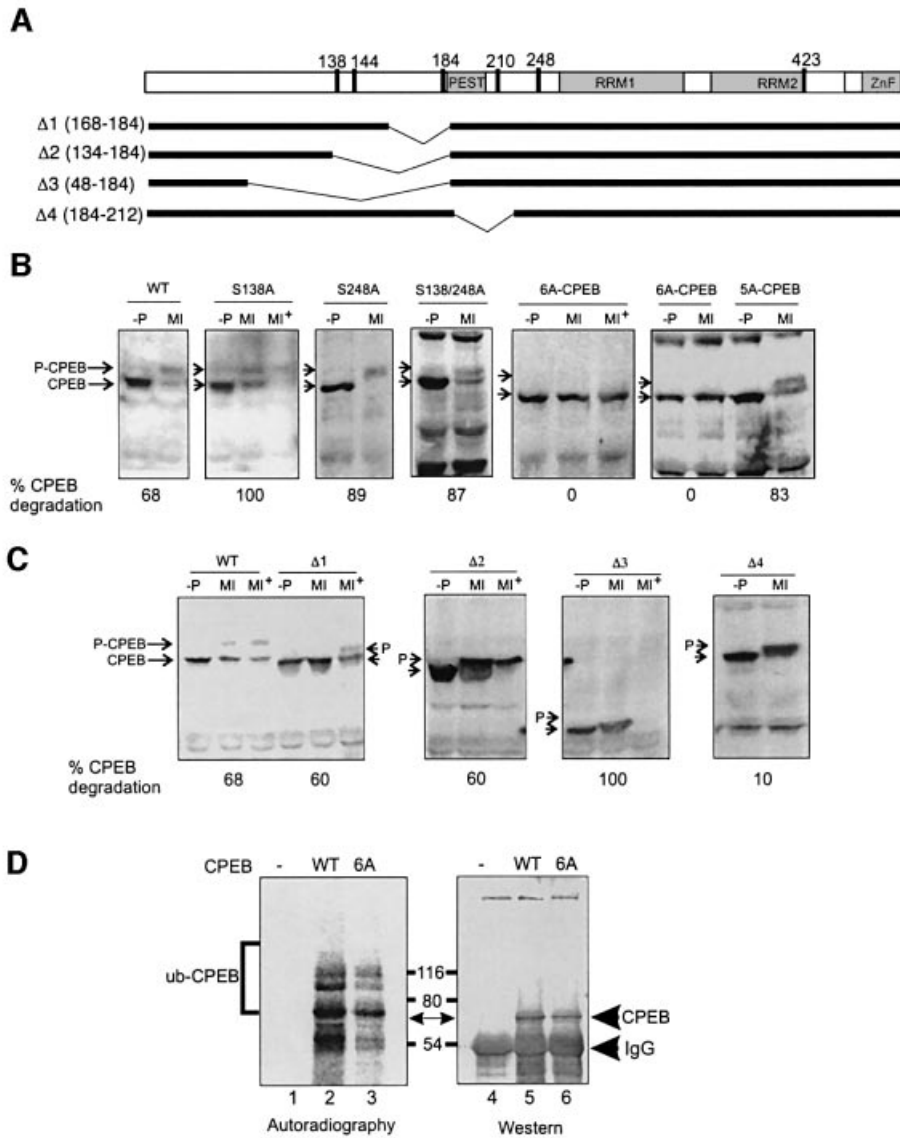 A
138 144 184 210 248 423
PEST RRM1 RRM2 ZnF
Δ1 (168-184)
Δ2 (134-184)
Δ3 (48-184)
Δ4 (184-212)
B
WT S138A S248A S138/248A 6A-CPEB 6A-CPEB 5A-CPEB
-P MI -P MI MI+ -P MI -P MI -P MI MI+ -P MI -P MI
P-CPEB
CPEB
% CPEB
degradation
68 100 89 87 0 0 83
C
WT Δ1 Δ2 Δ3 Δ4
-P MI MI+ -P MI MI+ -P MI MI+ -P MI MI+ -P MI
P-CPEB P P P P
CPEB
% CPEB
degradation
68 60 60 100 10
D
CPEB - WT 6A - WT 6A
ub-CPEB
116
80
CPEB
54 IgG
1 2 3 4 5 6
Autoradiography Western